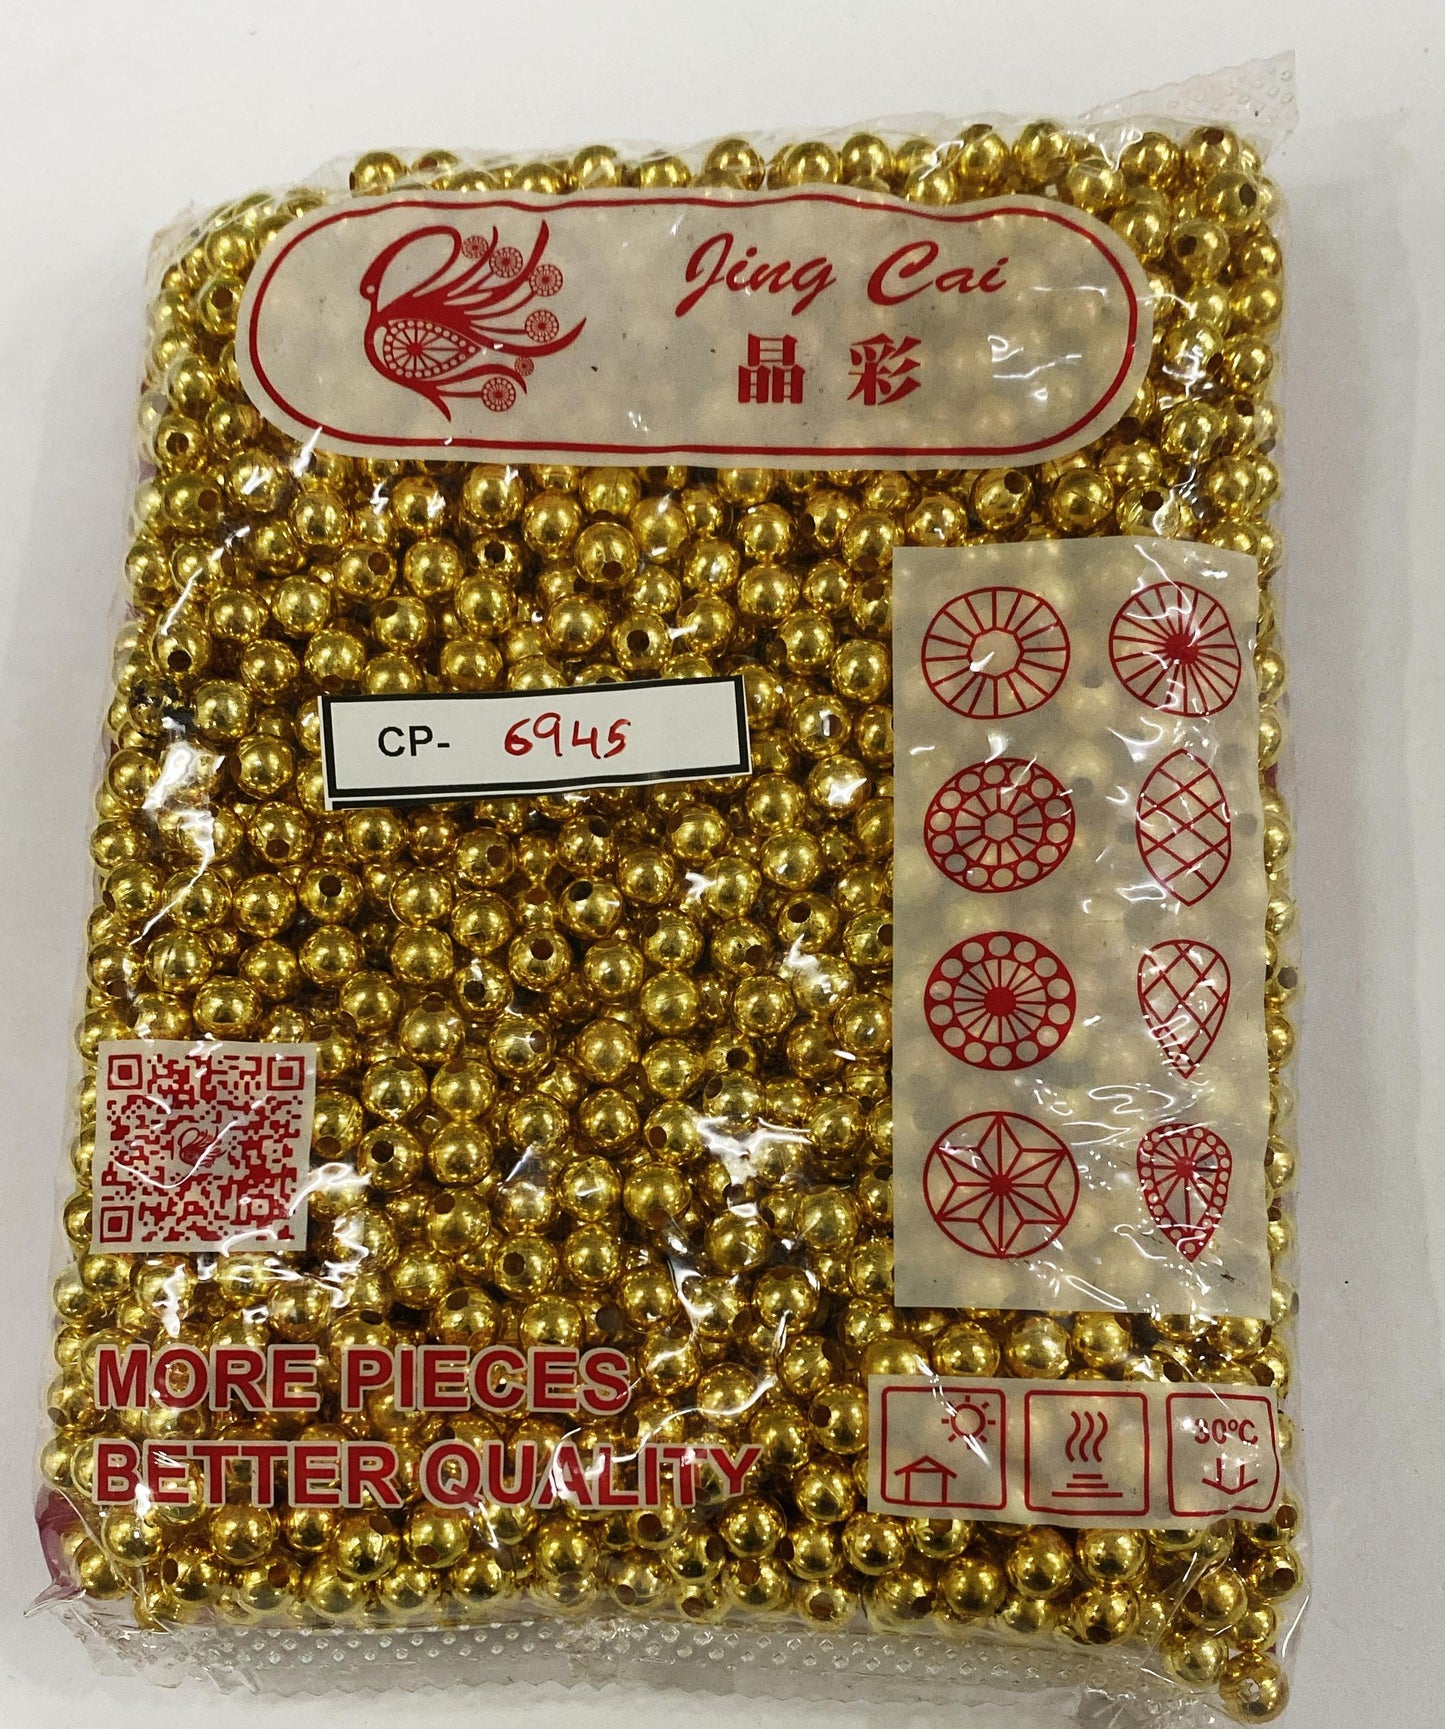 Jing Cai
晶彩
CP- 6945
MORE PIECES
BETTER QUALITY
30°C